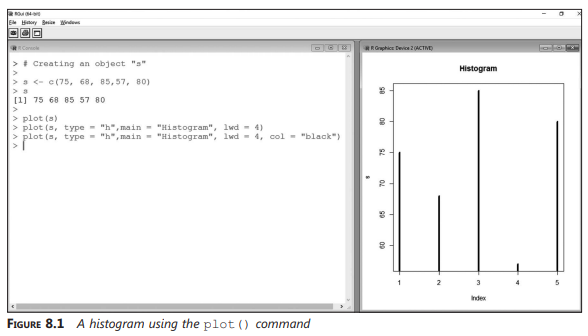 RGui (64-bit)
File History Resize Windows
R Console
> # Creating an object "s"
>
> s <- c(75, 68, 85,57, 80)
> s
[1] 75 68 85 57 80
>
> plot(s)
> plot(s, type = "h",main = "Histogram", lwd = 4)
> plot(s, type = "h",main = "Histogram", lwd = 4, col = "black")
>
R Graphics: Device 2 (ACTIVE)
Histogram
85
80
75
70
65
60
s
1 2 3 4 5
Index
FIGURE 8.1 A histogram using the plot() command